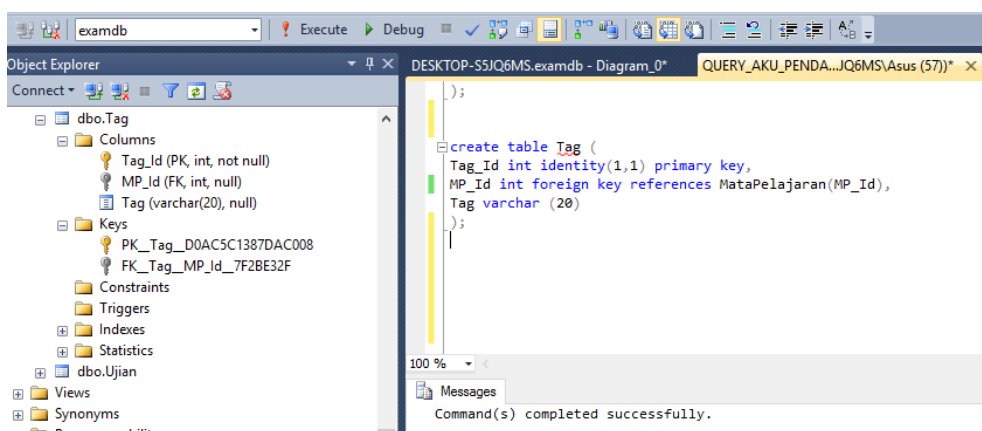 examdb
Execute
Debug
Object Explorer
DESKTOP-S5JQ6MS.examdb - Diagram_0*
QUERY_AKU_PENDA...JQ6MS\Asus (57))*
Connect
dbo.Tag
Columns
Tag_Id (PK, int, not null)
MP_Id (FK, int, null)
Tag (varchar(20), null)
Keys
PK__Tag__D0AC5C1387DAC008
FK__Tag__MP_Id__7F2BE32F
Constraints
Triggers
Indexes
Statistics
dbo.Ujian
Views
Synonyms
);
create table Tag (
Tag_Id int identity(1,1) primary key,
MP_Id int foreign key references MataPelajaran(MP_Id),
Tag varchar (20)
);
100 %
Messages
Command(s) completed successfully.